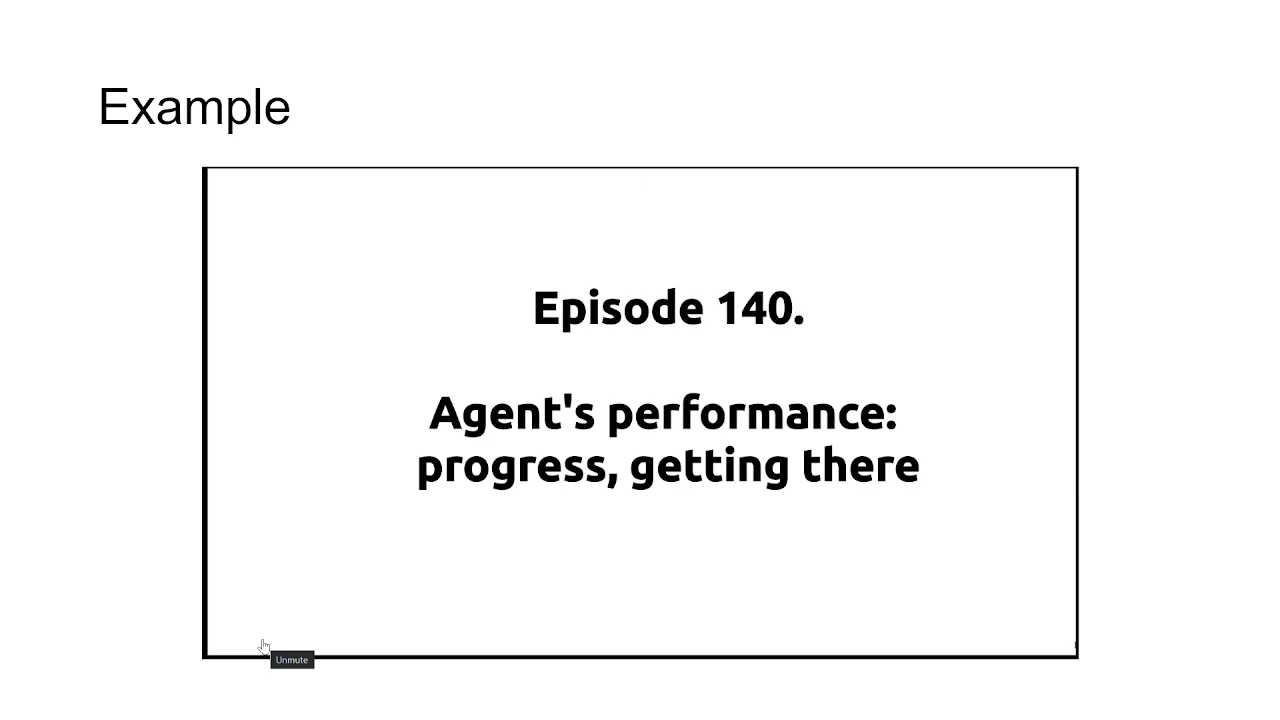 Example
Episode 140.
Agent's performance:
progress, getting there
Unmute